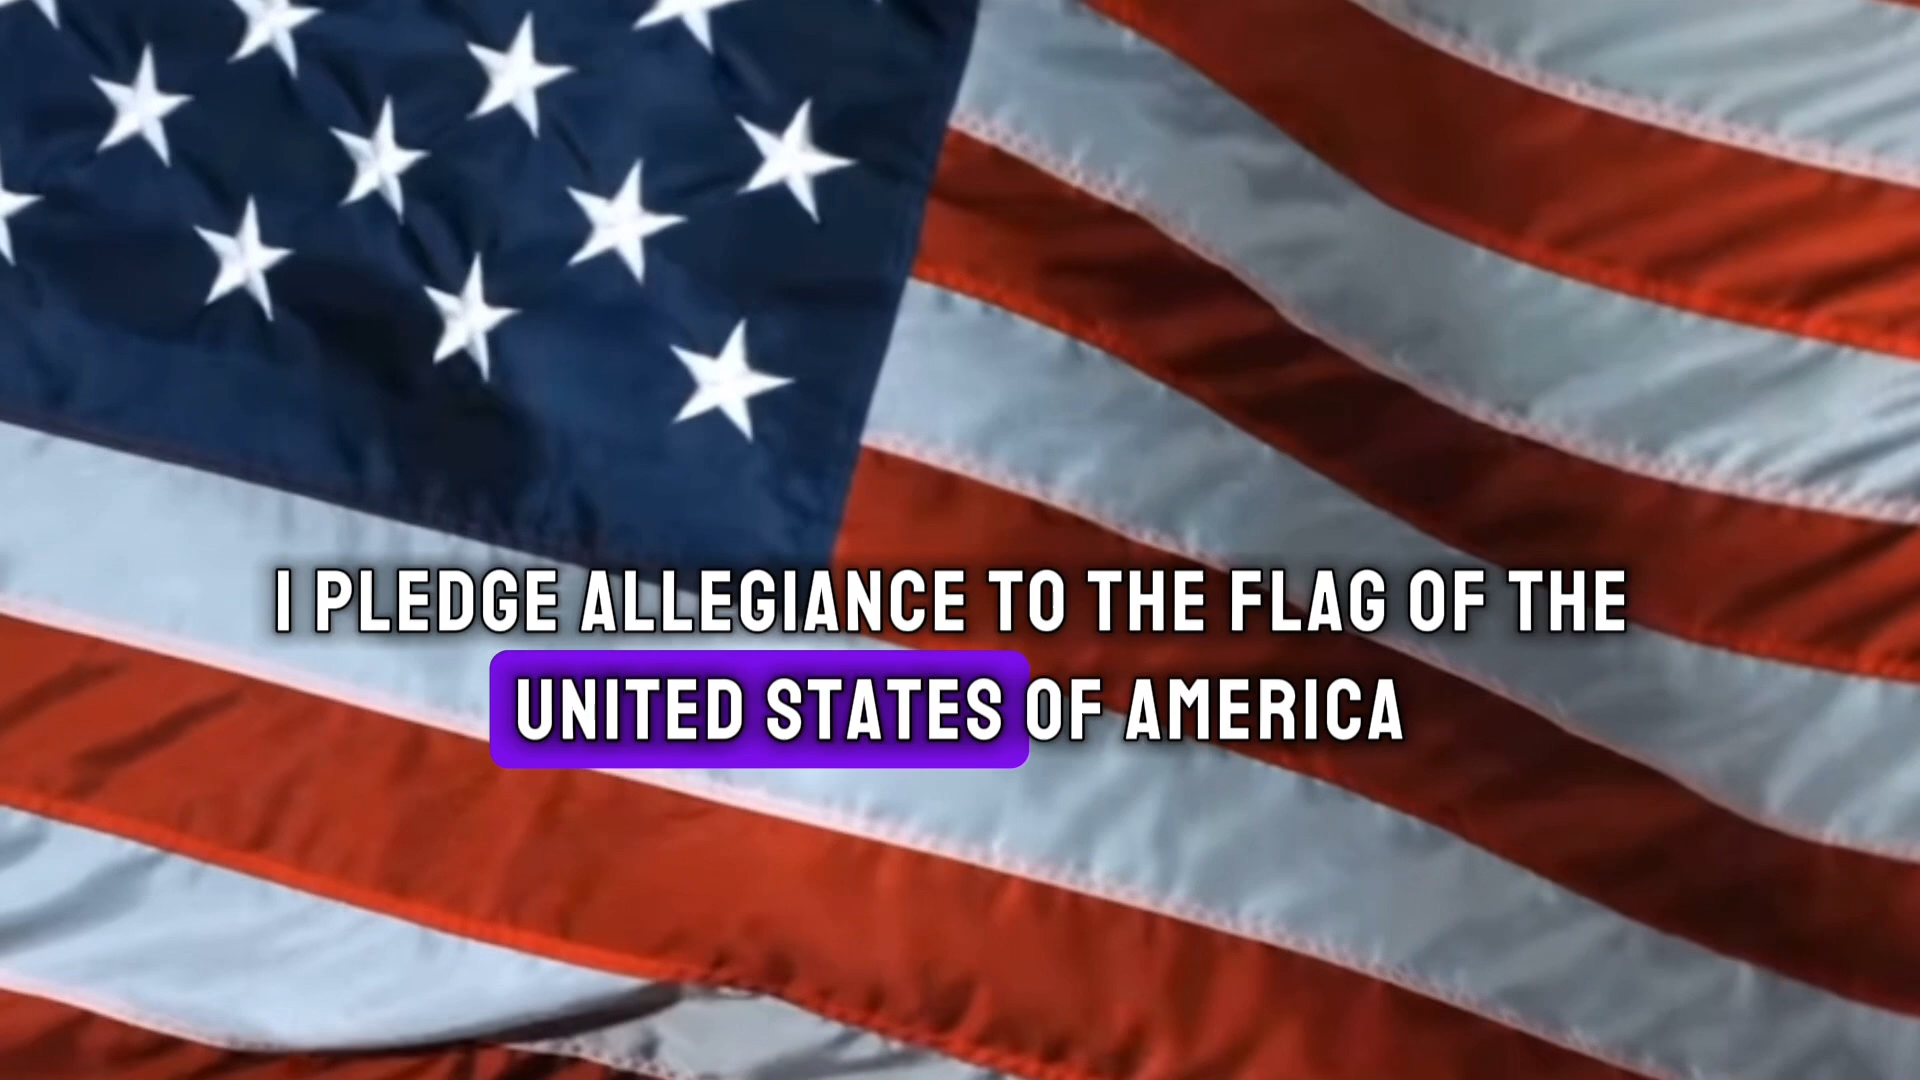 I PLEDGE ALLEGIANCE TO THE FLAG OF THE
UNITED STATES OF AMERICA